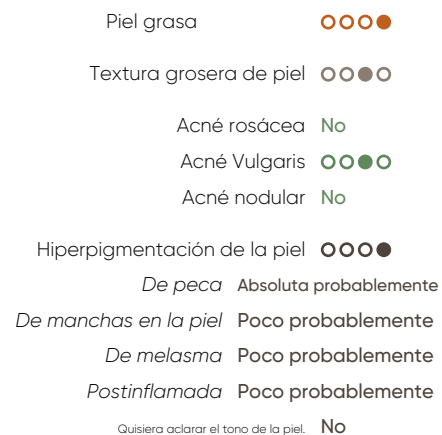 Piel grasa
Textura grosera de piel
Acné rosácea No
Acné Vulgaris
Acné nodular No
Hiperpigmentación de la piel
De peca Absoluta probablemente
De manchas en la piel Poco probablemente
De melasma Poco probablemente
Postinflamada Poco probablemente
Quisiera aclarar el tono de la piel. No